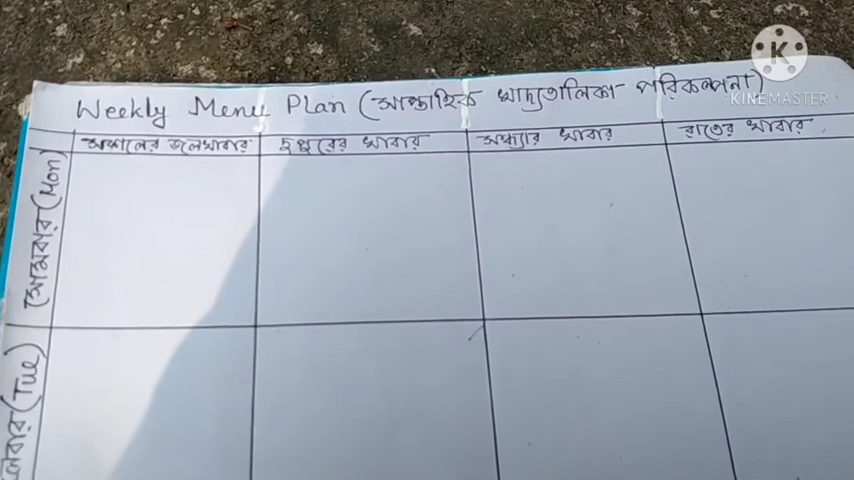 Weekly Menu Plan (সাপ্তাহিক খাদ্যতালিকা পরিকল্পনা)
সকালের জলখাবার দুপুরের খাবার সন্ধ্যার খাবার রাতের খাবার
সোমবার (Mon)
(Tue)
KINEMASTER